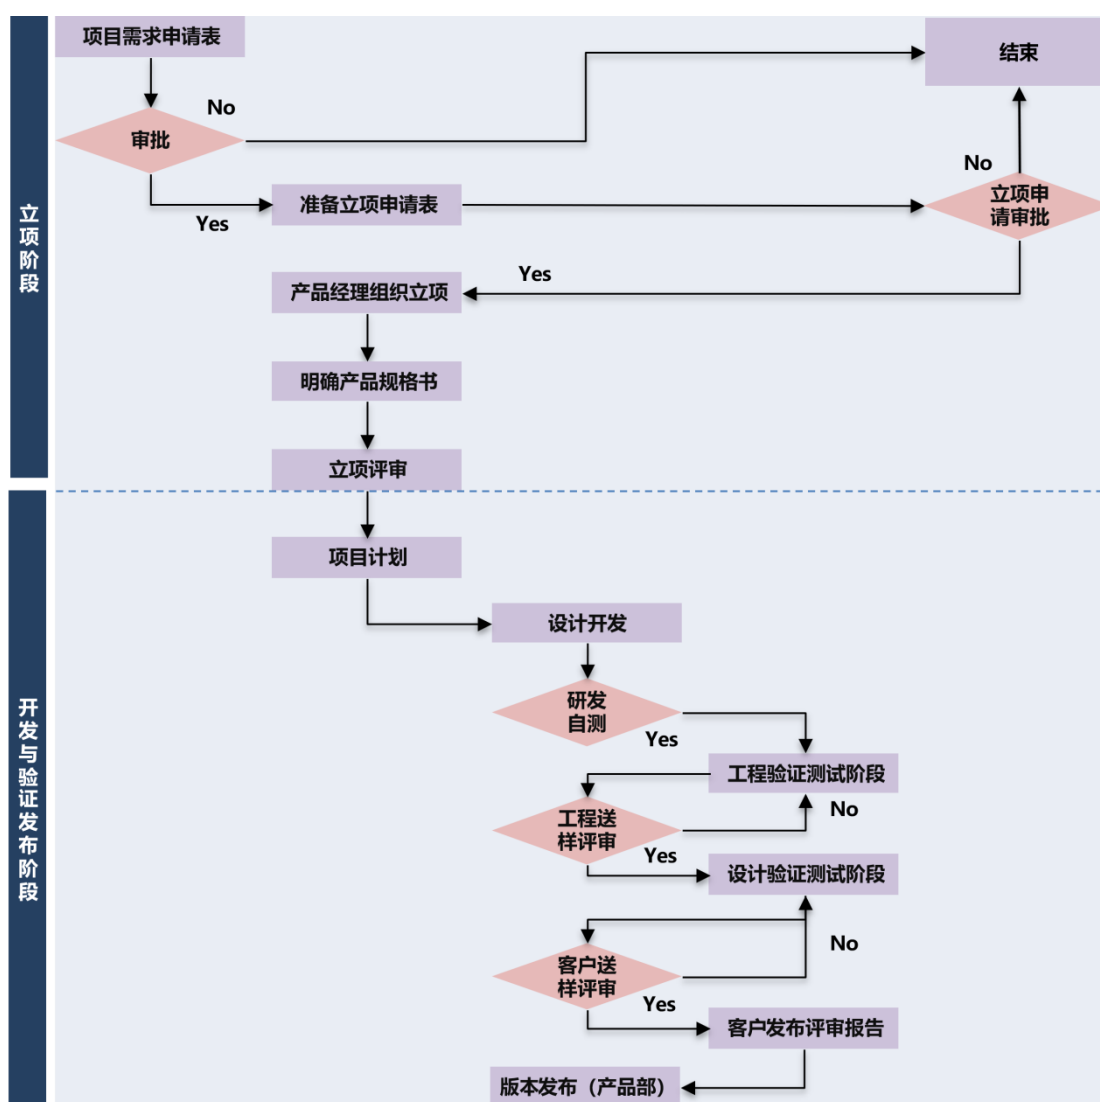 立项阶段
项目需求申请表
结束
No
审批
No
准备立项申请表
立项申
请审批
Yes
Yes
产品经理组织立项
明确产品规格书
立项评审
开发与验证发布阶段
项目计划
设计开发
研发
自测
Yes
工程验证测试阶段
No
工程送
样评审
Yes
设计验证测试阶段
No
客户送
样评审
Yes
客户发布评审报告
版本发布（产品部）